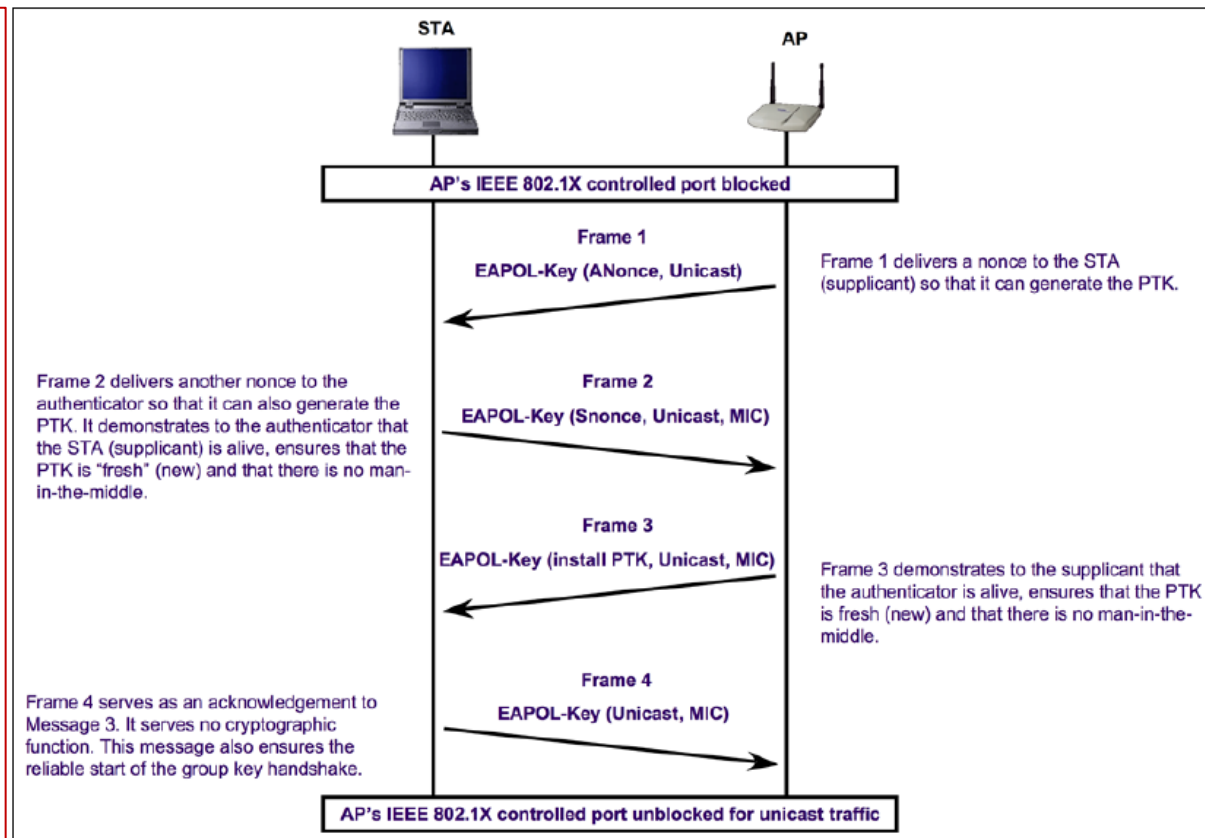 STA
AP
AP's IEEE 802.1X controlled port blocked
Frame 1
EAPOL-Key (ANonce, Unicast)
Frame 1 delivers a nonce to the STA
(supplicant) so that it can generate the PTK.
Frame 2 delivers another nonce to the
authenticator so that it can also generate the
PTK. It demonstrates to the authenticator that
the STA (supplicant) is alive, ensures that the
PTK is “fresh” (new) and that there is no man-
in-the-middle.
Frame 2
EAPOL-Key (Snonce, Unicast, MIC)
Frame 3
EAPOL-Key (install PTK, Unicast, MIC)
Frame 3 demonstrates to the supplicant that
the authenticator is alive, ensures that the PTK
is fresh (new) and that there is no man-in-the-
middle.
Frame 4 serves as an acknowledgement to
Message 3. It serves no cryptographic
function. This message also ensures the
reliable start of the group key handshake.
Frame 4
EAPOL-Key (Unicast, MIC)
AP's IEEE 802.1X controlled port unblocked for unicast traffic